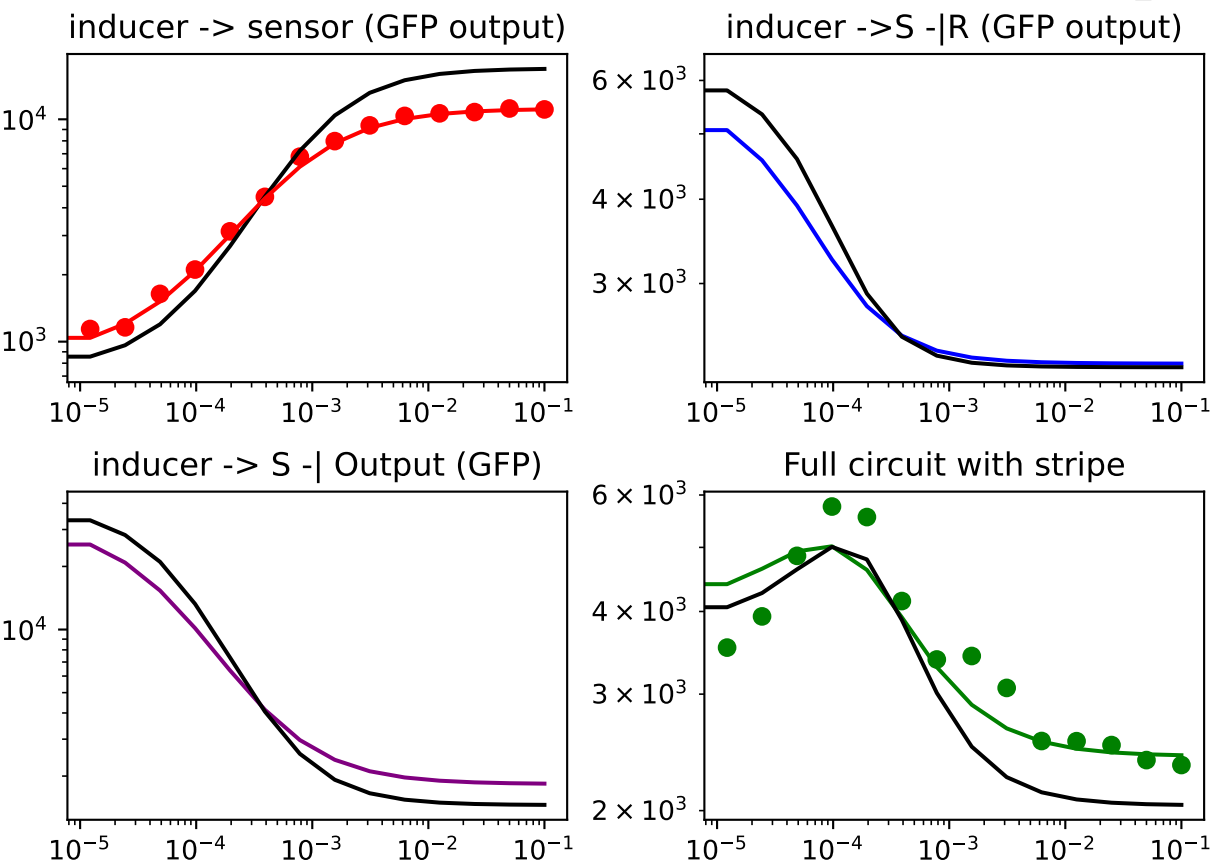 inducer -> sensor (GFP output)
10⁴
10³
10⁻⁵ 10⁻⁴ 10⁻³ 10⁻² 10⁻¹
inducer ->S -|R (GFP output)
6 × 10³
4 × 10³
3 × 10³
10⁻⁵ 10⁻⁴ 10⁻³ 10⁻² 10⁻¹
inducer -> S -| Output (GFP)
10⁴
10⁻⁵ 10⁻⁴ 10⁻³ 10⁻² 10⁻¹
Full circuit with stripe
6 × 10³
4 × 10³
3 × 10³
2 × 10³
10⁻⁵ 10⁻⁴ 10⁻³ 10⁻² 10⁻¹